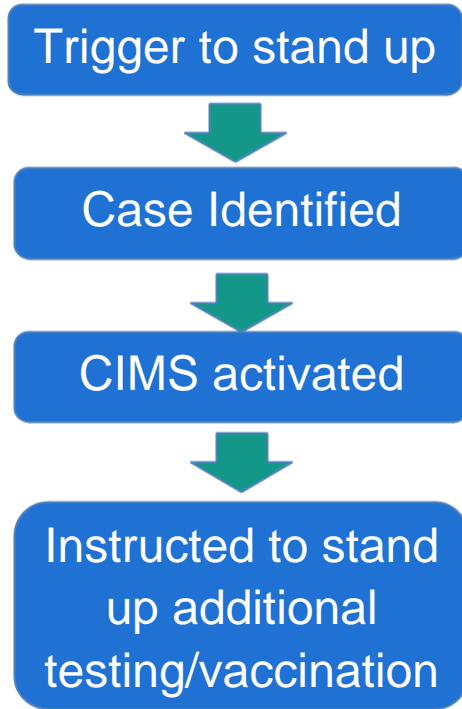 Trigger to stand up
Case Identified
CIMS activated
Instructed to stand
up additional
testing/vaccination